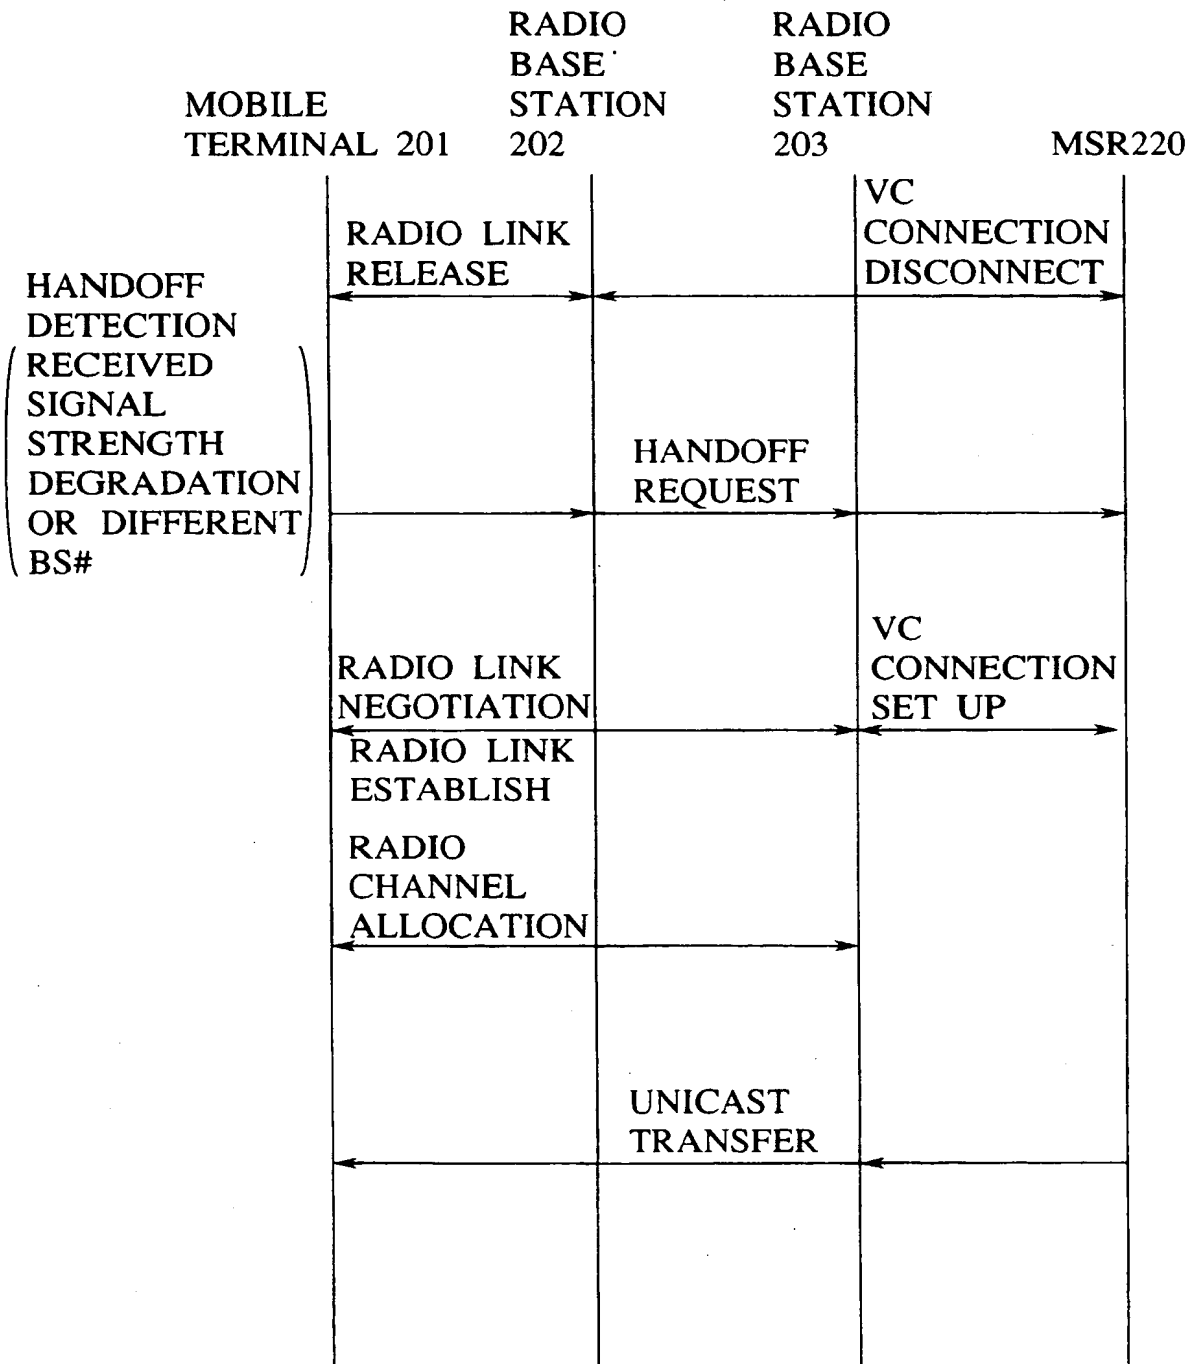 RADIO
BASE
STATION
202
RADIO
BASE
STATION
203
MOBILE
TERMINAL 201
MSR220
RADIO LINK
RELEASE
VC
CONNECTION
DISCONNECT
HANDOFF
DETECTION
RECEIVED
SIGNAL
STRENGTH
DEGRADATION
OR DIFFERENT
BS#
HANDOFF
REQUEST
RADIO LINK
NEGOTIATION
VC
CONNECTION
SET UP
RADIO LINK
ESTABLISH
RADIO
CHANNEL
ALLOCATION
UNICAST
TRANSFER